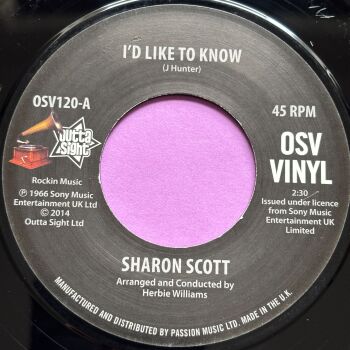 I'D LIKE TO KNOW
(J Hunter)
OSV120-A
45 RPM
Outta
Sight
OSV
VINYL
Rockin Music
℗ 1966 Sony Music
Entertainment UK Ltd
© 2014
Outta Sight Ltd
2:30
Issued under licence
from Sony Music
Entertainment UK
Limited
SHARON SCOTT
Arranged and Conducted by
Herbie Williams
MANUFACTURED AND DISTRIBUTED BY PASSION MUSIC LTD. MADE IN THE U.K.